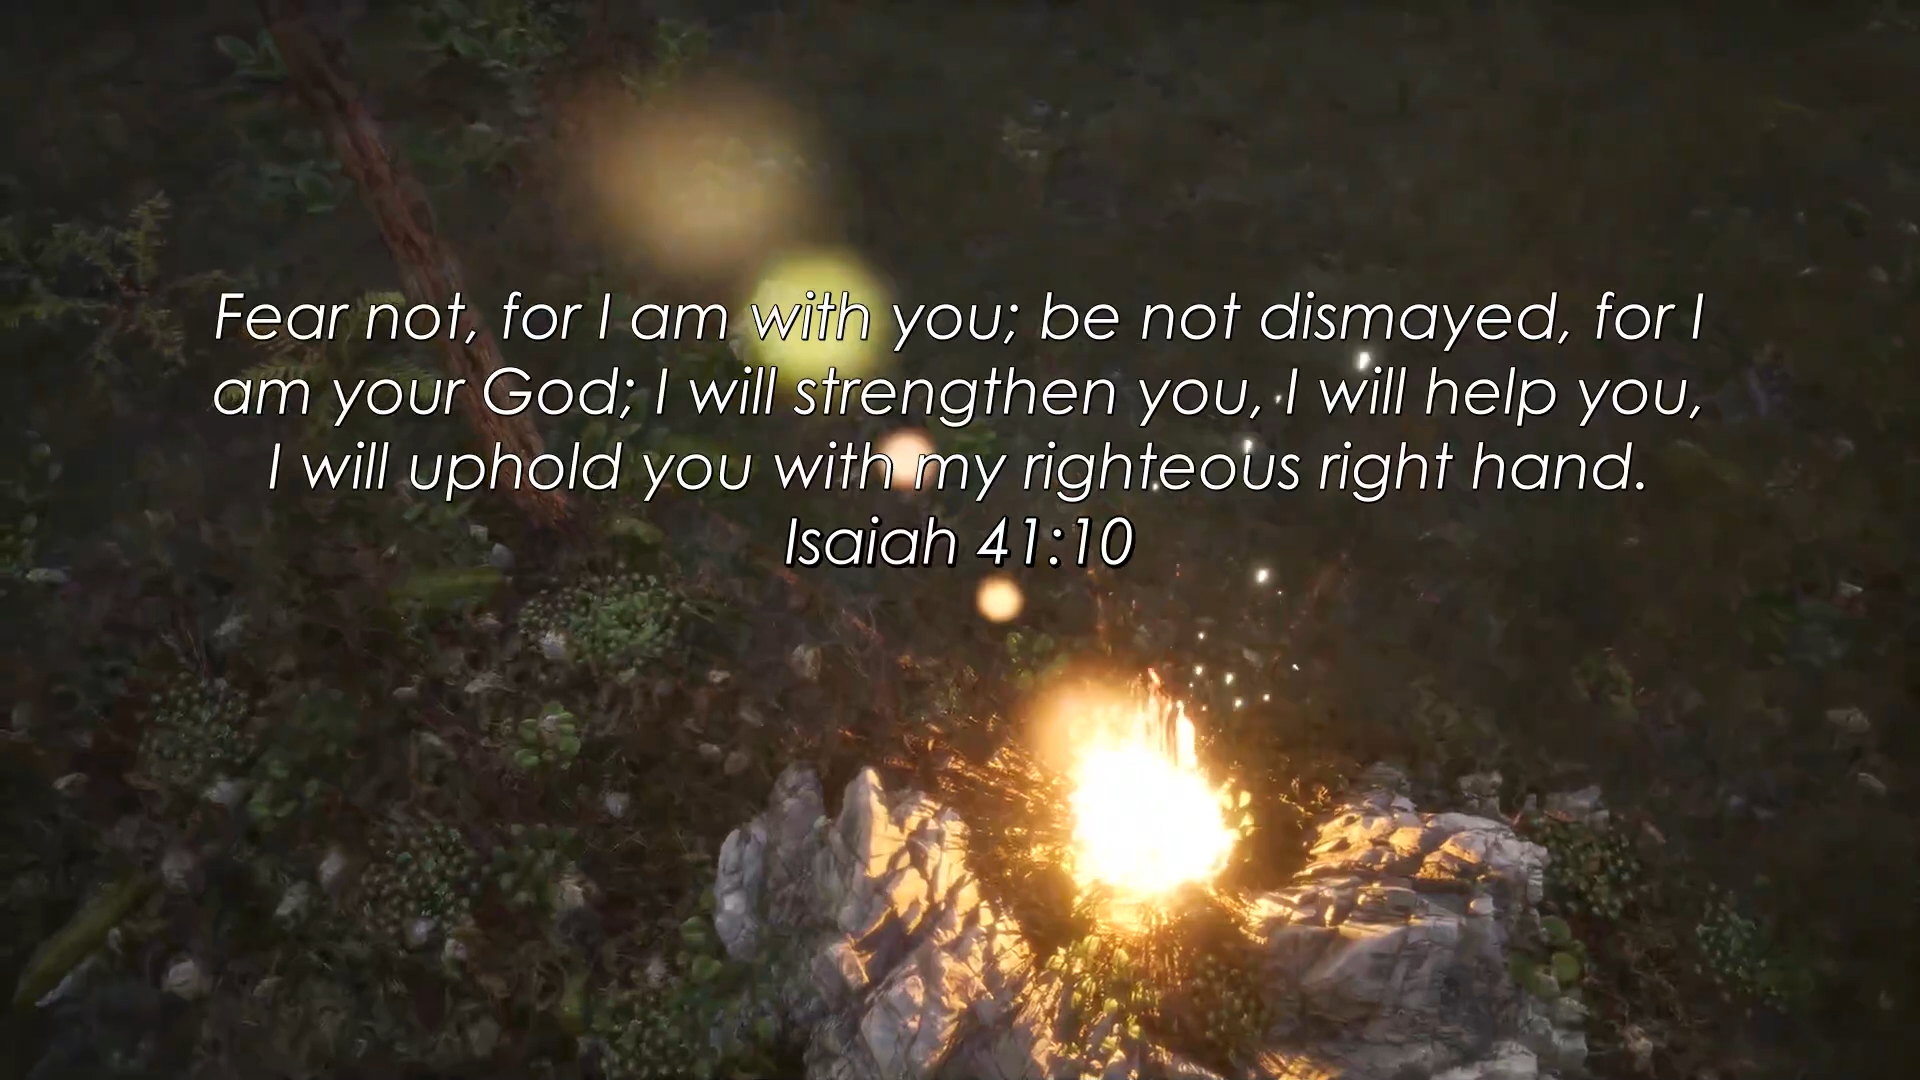 Fear not, for I am with you; be not dismayed, for I
am your God; I will strengthen you, I will help you,
I will uphold you with my righteous right hand.
Isaiah 41:10